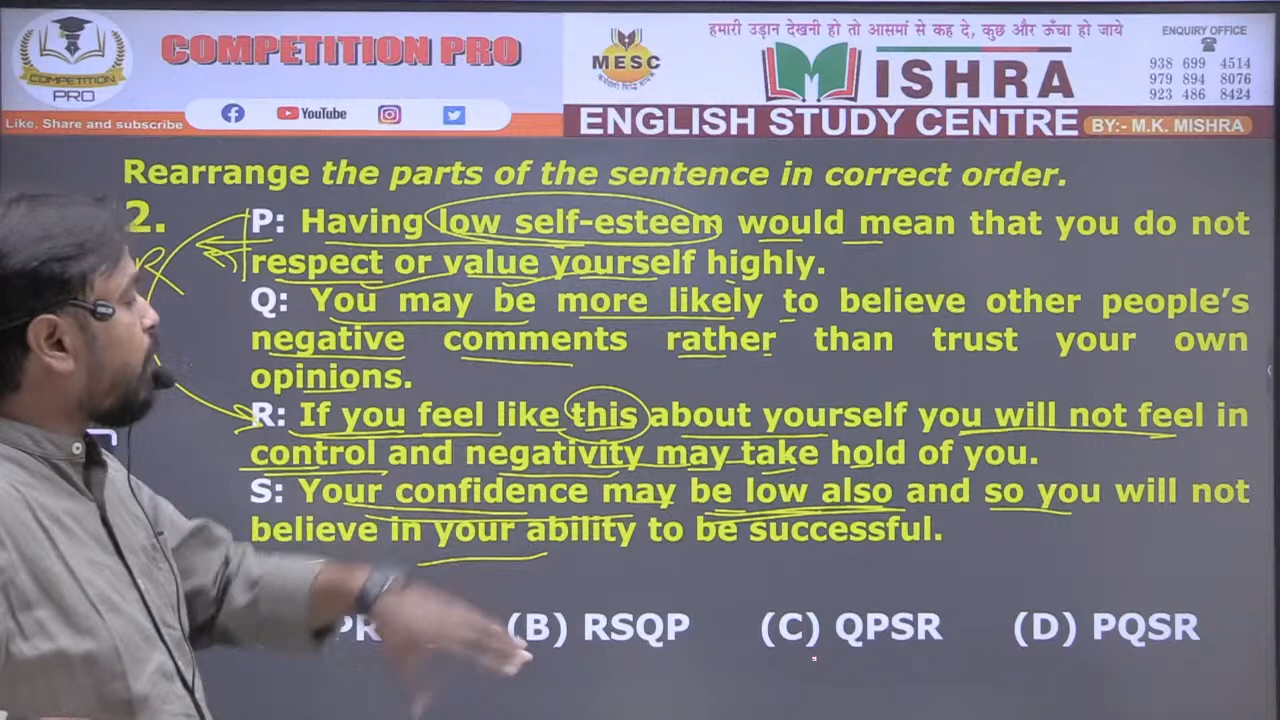 COMPETITION PRO
COMPETITION
PRO
Like, Share and subscribe
YouTube
MESC
हमारी उड़ान देखनी हो तो आसमां से कह दे, कुछ और ऊँचा हो जाये
MISHRA
ENGLISH STUDY CENTRE
BY:- M.K. MISHRA
ENQUIRY OFFICE
938 699 4514
979 894 8076
923 486 8424
Rearrange the parts of the sentence in correct order.
2. P: Having low self-esteem would mean that you do not
respect or value yourself highly.
Q: You may be more likely to believe other people’s
negative comments rather than trust your own
opinions.
R: If you feel like this about yourself you will not feel in
control and negativity may take hold of you.
S: Your confidence may be low also and so you will not
believe in your ability to be successful.
(B) RSQP (C) QPSR (D) PQSR